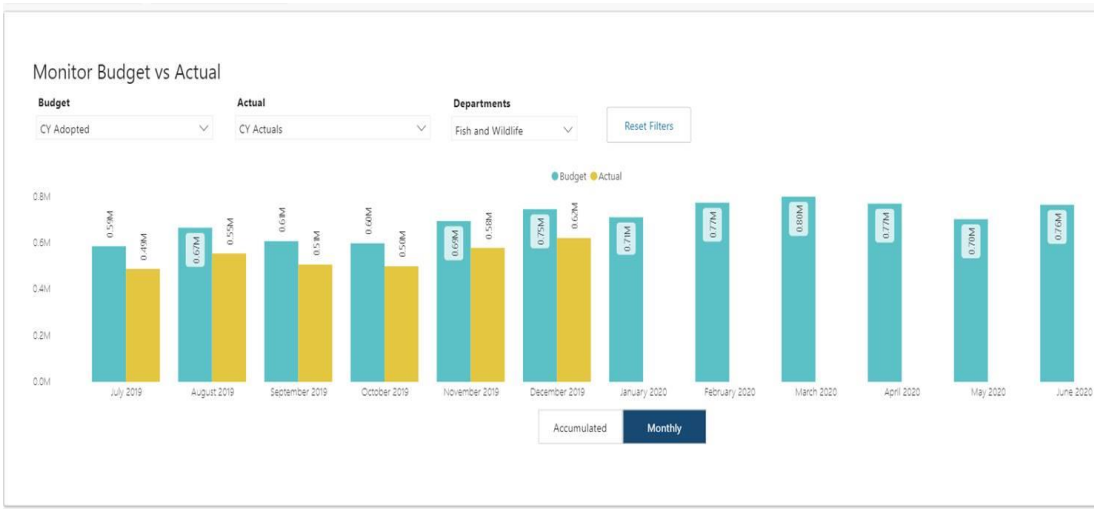 Monitor Budget vs Actual
Budget Actual Departments
CY Adopted CY Actuals Fish and Wildlife Reset Filters
Budget Actual
0.8M
0.6M
0.4M
0.2M
0.0M
0.59M 0.49M 0.67M 0.55M 0.61M 0.51M 0.60M 0.50M 0.69M 0.58M 0.75M 0.62M 0.71M 0.77M 0.80M 0.77M 0.70M 0.76M
July 2019 August 2019 September 2019 October 2019 November 2019 December 2019 January 2020 February 2020 March 2020 April 2020 May 2020 June 2020
Accumulated Monthly